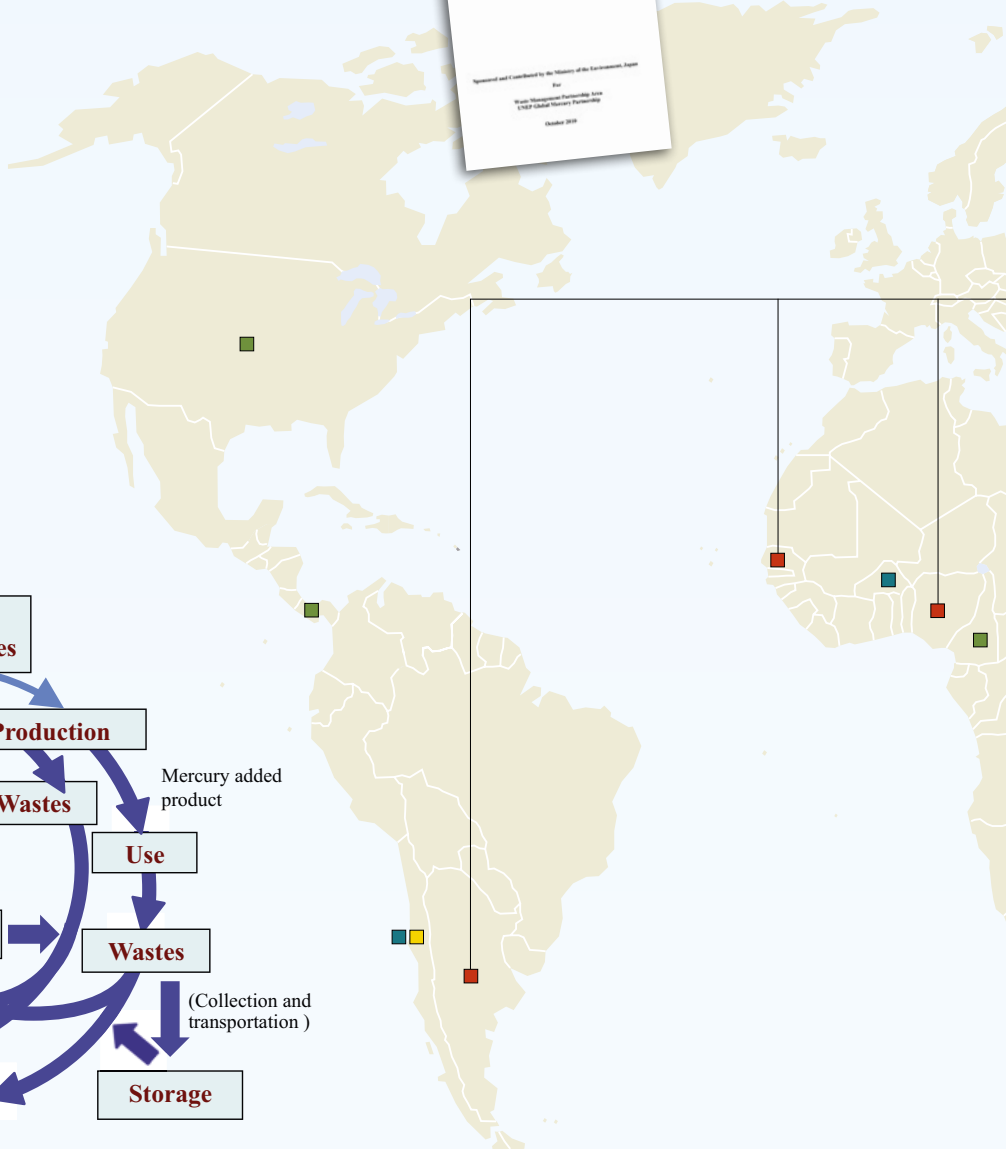 Sponsored and Contributed by the Ministry of the Environment, Japan
For
Waste Management Partnership Area
UNEP Global Mercury Partnership
October 2010
es
Production
Mercury added
product
Wastes
Use
Wastes
(Collection and
transportation )
Storage